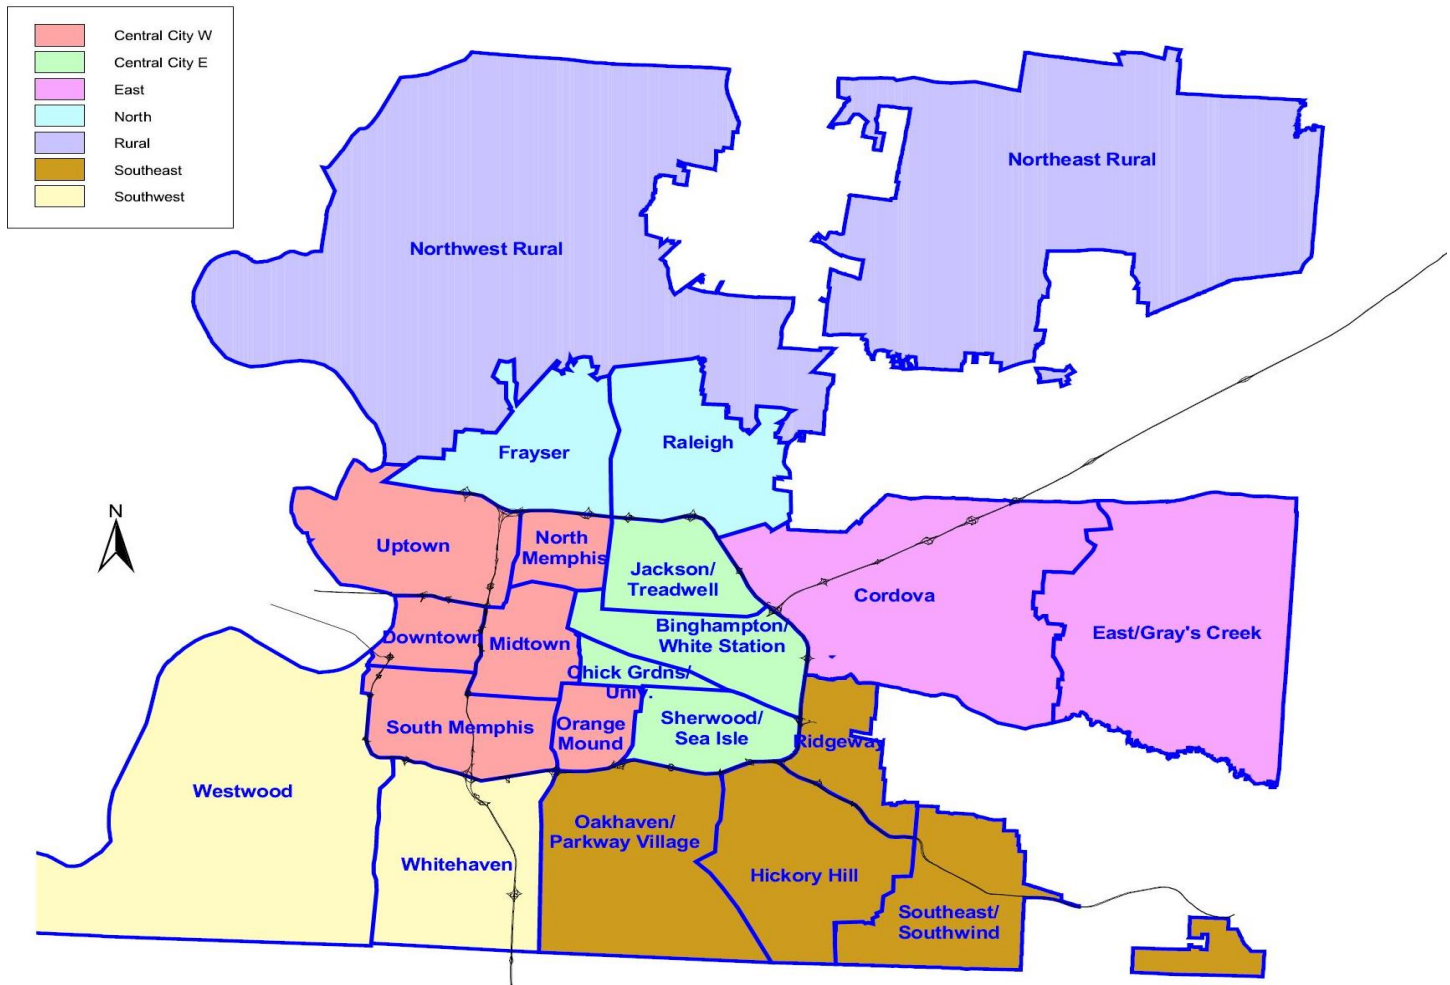 Central City W
Central City E
East
North
Rural
Southeast
Southwest
Northeast Rural
Northwest Rural
Raleigh
Frayser
N
North
Memphis
Uptown
Jackson/
Treadwell
Cordova
Binghampton/
White Station
East/Gray's Creek
Downtown
Midtown
Chick Grdns/
Univ.
South Memphis
Orange
Mound
Sherwood/
Sea Isle
Ridgeway
Westwood
Oakhaven/
Parkway Village
Whitehaven
Hickory Hill
Southeast/
Southwind